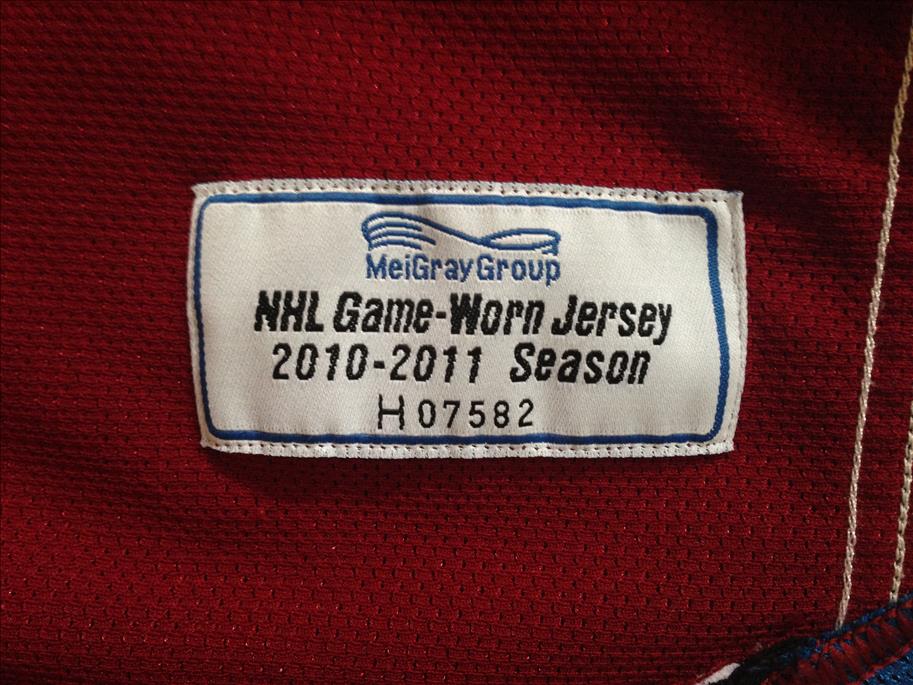 MeiGrayGroup
NHL Game-Worn Jersey
2010-2011 Season
H07582